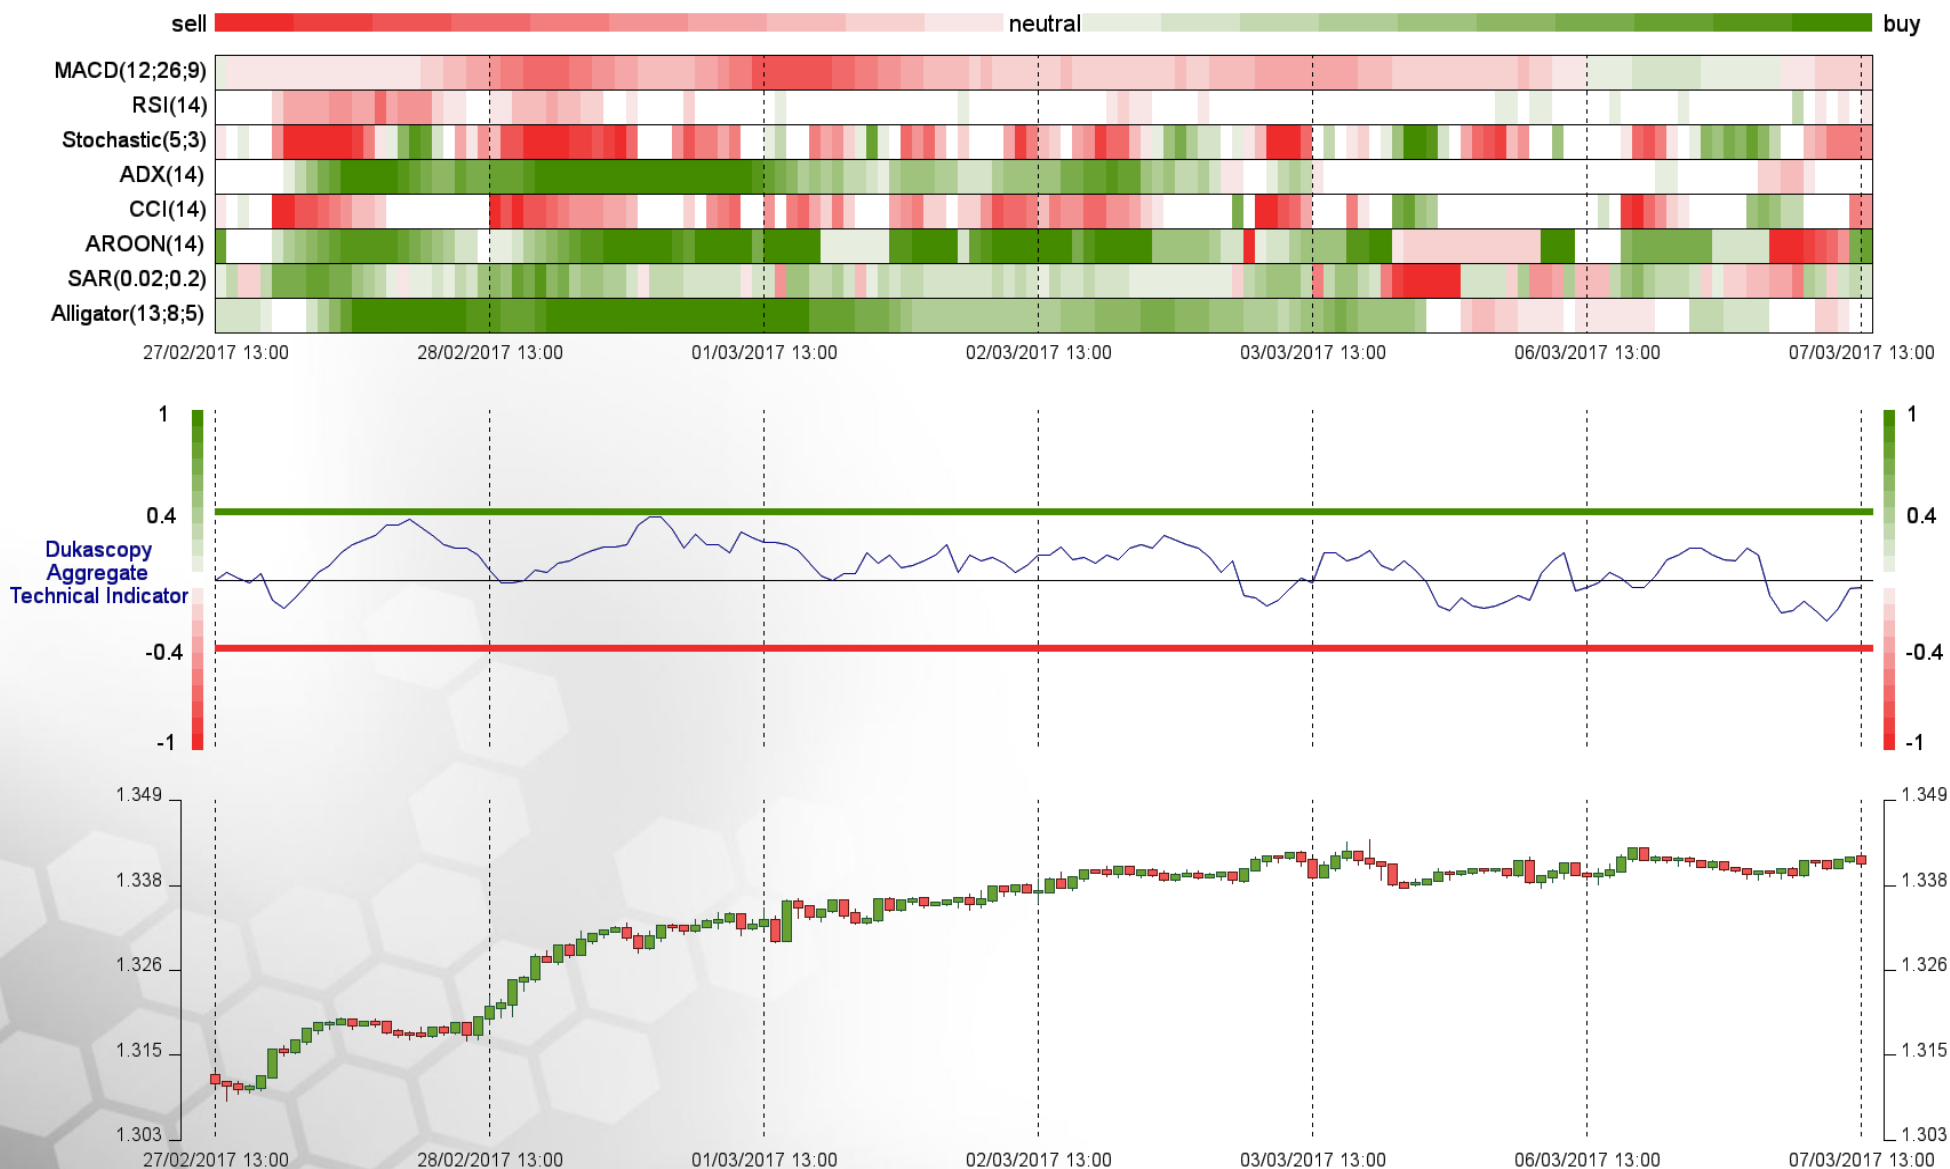 sell neutral buy
MACD(12;26;9)
RSI(14)
Stochastic(5;3)
ADX(14)
CCI(14)
AROON(14)
SAR(0.02;0.2)
Alligator(13;8;5)
27/02/2017 13:00 28/02/2017 13:00 01/03/2017 13:00 02/03/2017 13:00 03/03/2017 13:00 06/03/2017 13:00 07/03/2017 13:00
1 1
0.4 0.4
Dukascopy
Aggregate
Technical Indicator
-0.4 -0.4
-1 -1
1.349 1.349
1.338 1.338
1.326 1.326
1.315 1.315
1.303 1.303
27/02/2017 13:00 28/02/2017 13:00 01/03/2017 13:00 02/03/2017 13:00 03/03/2017 13:00 06/03/2017 13:00 07/03/2017 13:00